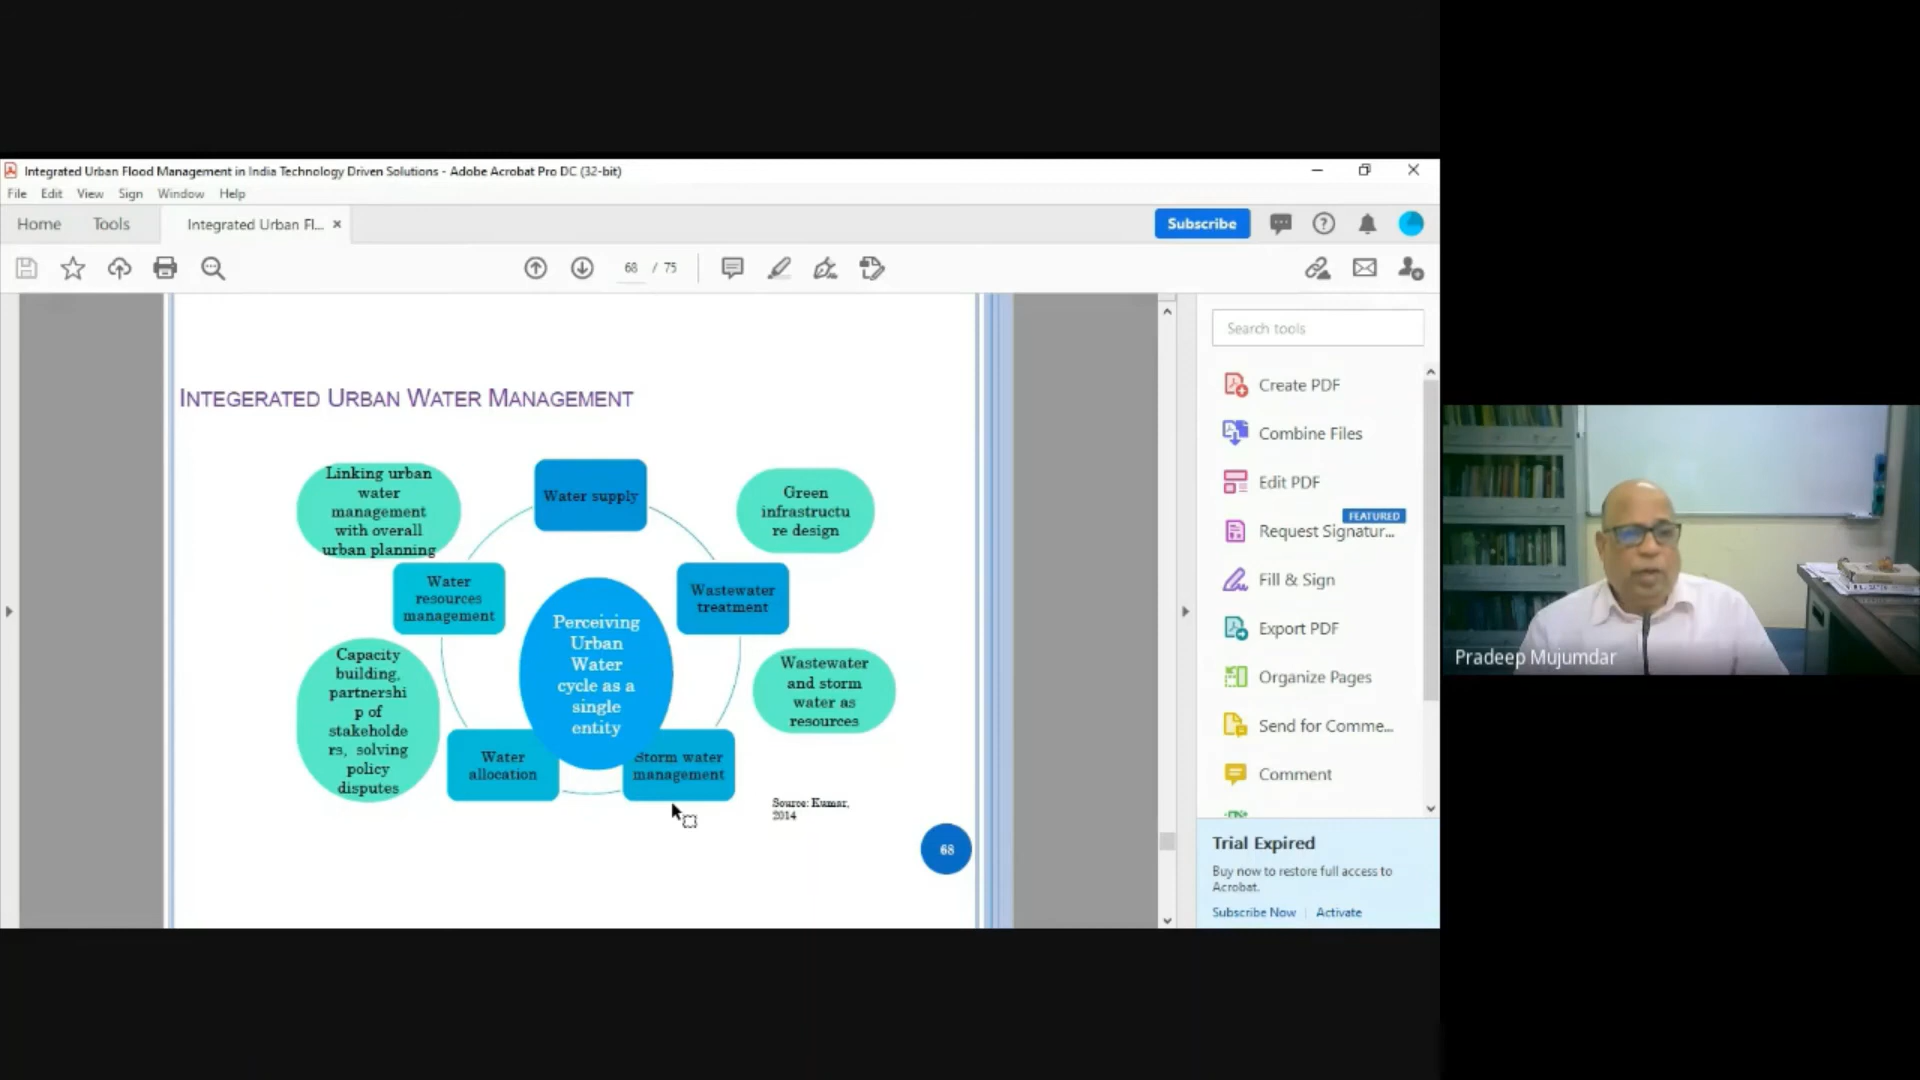 Integrated Urban Flood Management in India Technology Driven Solutions - Adobe Acrobat Pro DC (32-bit)
File Edit View Sign Window Help
Home Tools Integrated Urban Fl... ×
Subscribe
68 / 75
INTEGERATED URBAN WATER MANAGEMENT
Linking urban
water
management
with overall
urban planning
Water supply
Green
infrastructu
re design
Water
resources
management
Wastewater
treatment
Perceiving
Urban
Water
cycle as a
single
entity
Capacity
building,
partnershi
p of
stakeholde
rs, solving
policy
disputes
Wastewater
and storm
water as
resources
Water
allocation
Storm water
management
Source: Kumar,
2014
68
Search tools
Create PDF
Combine Files
Edit PDF
FEATURED
Request Signatur...
Fill & Sign
Export PDF
Organize Pages
Send for Comme...
Comment
Trial Expired
Buy now to restore full access to
Acrobat.
Subscribe Now | Activate
Pradeep Mujumdar